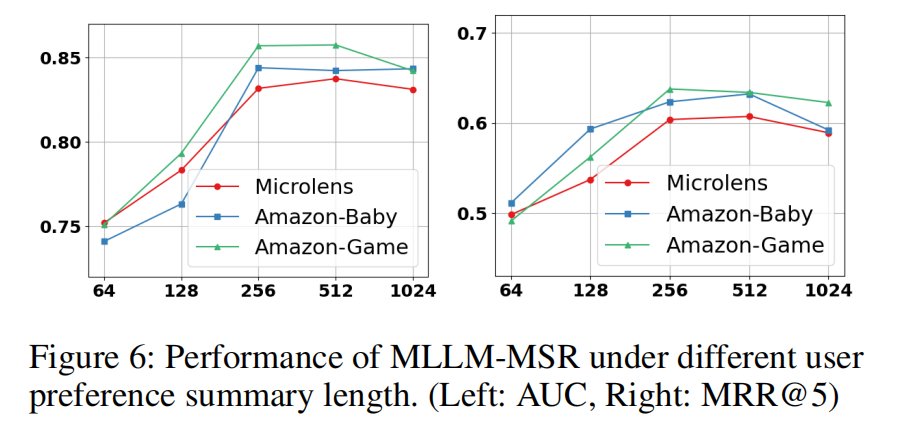 0.85
0.80
0.75
64 128 256 512 1024
Microlens
Amazon-Baby
Amazon-Game
0.7
0.6
0.5
64 128 256 512 1024
Microlens
Amazon-Baby
Amazon-Game
Figure 6: Performance of MLLM-MSR under different user
preference summary length. (Left: AUC, Right: MRR@5)